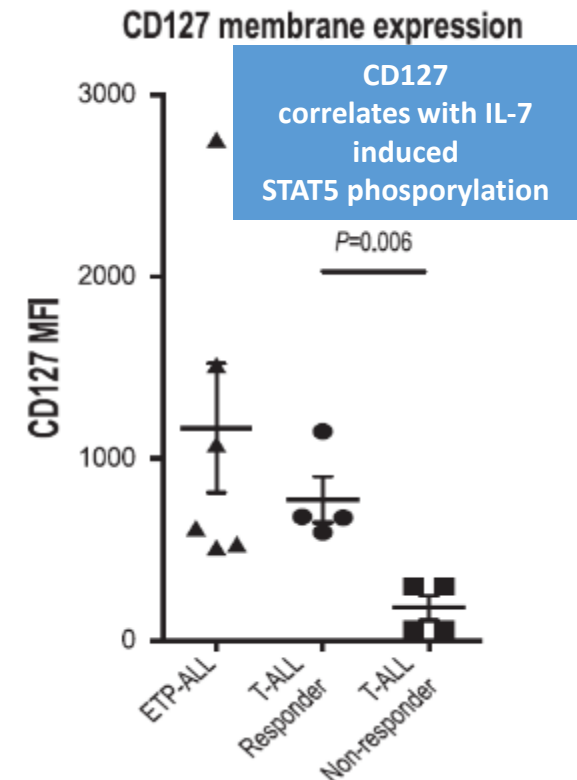 CD127 membrane expression
CD127
correlates with IL-7
induced
STAT5 phosporylation
P=0.006
3000
2000
1000
0
CD127 MFI
ETP-ALL
T-ALL
Responder
T-ALL
Non-responder